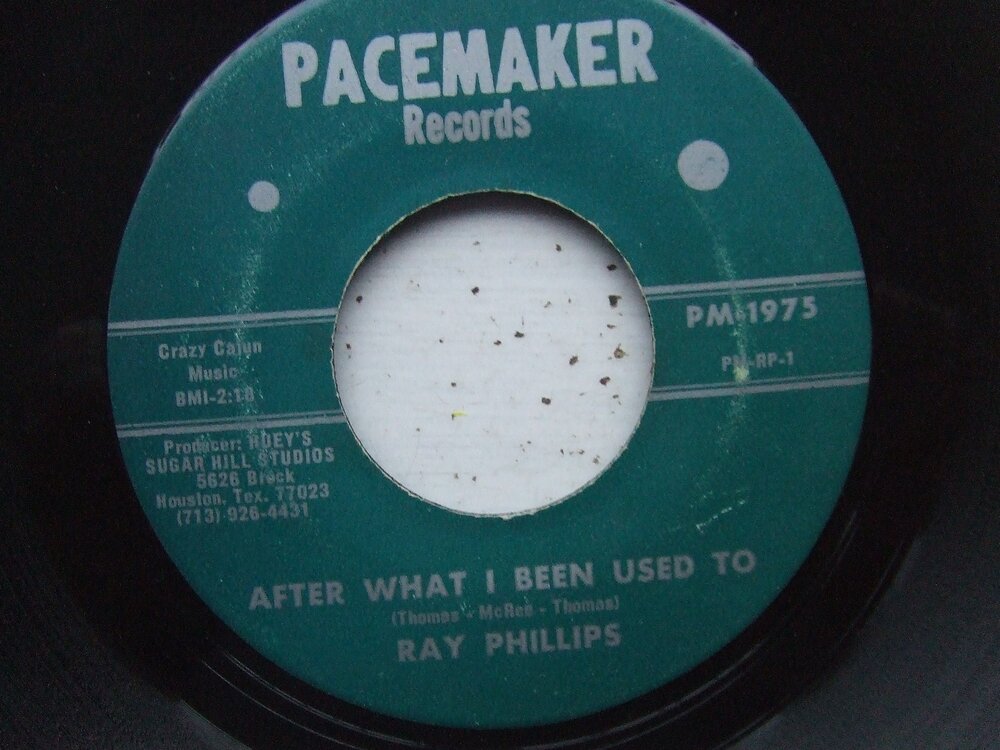 PACEMAKER
Records
PM-1975
PM-RP-1
Crazy Cajun
Music
BMI-2:18
Producer: HUEY'S
SUGAR HILL STUDIOS
5626 Brock
Houston, Tex. 77023
(713) 926-4431
AFTER WHAT I BEEN USED TO
(Thomas - McRee - Thomas)
RAY PHILLIPS